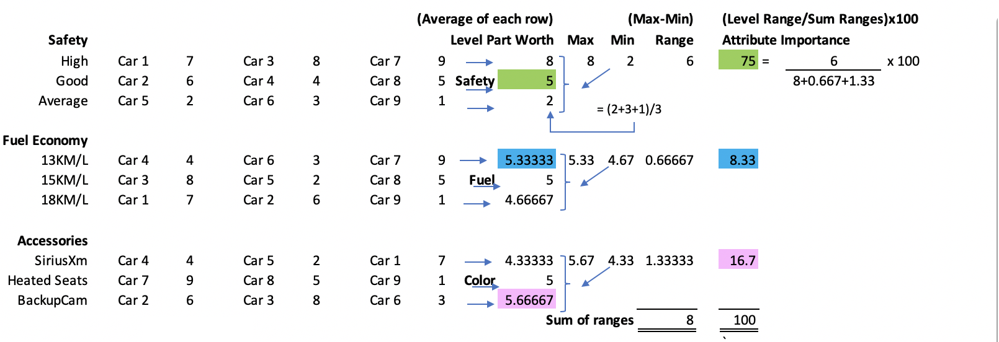 (Average of each row) (Max-Min) (Level Range/Sum Ranges)x100
Safety Level Part Worth Max Min Range Attribute Importance
High Car 1 7 Car 3 8 Car 7 9 8 8 2 6 75 = 6 x 100
Good Car 2 6 Car 4 4 Car 8 5 Safety 5 8+0.667+1.33
Average Car 5 2 Car 6 3 Car 9 1 2
= (2+3+1)/3
Fuel Economy
13KM/L Car 4 4 Car 6 3 Car 7 9 5.33333 5.33 4.67 0.66667 8.33
15KM/L Car 3 8 Car 5 2 Car 8 5 Fuel 5
18KM/L Car 1 7 Car 2 6 Car 9 1 4.66667
Accessories
SiriusXm Car 4 4 Car 5 2 Car 1 7 4.33333 5.67 4.33 1.33333 16.7
Heated Seats Car 7 9 Car 8 5 Car 9 1 Color 5
BackupCam Car 2 6 Car 3 8 Car 6 3 5.66667
Sum of ranges 8 100
`